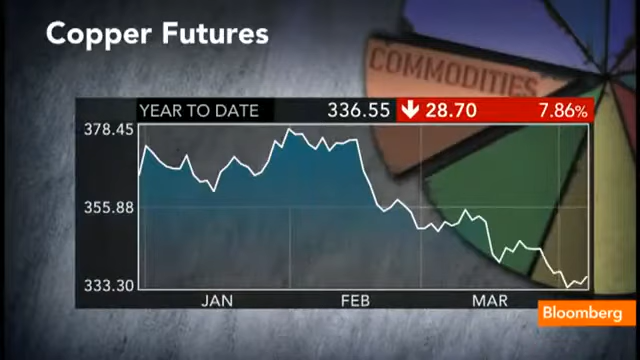 Copper Futures
COMMODITIES
YEAR TO DATE 336.55 28.70 7.86%
378.45
355.88
333.30
JAN FEB MAR
Bloomberg